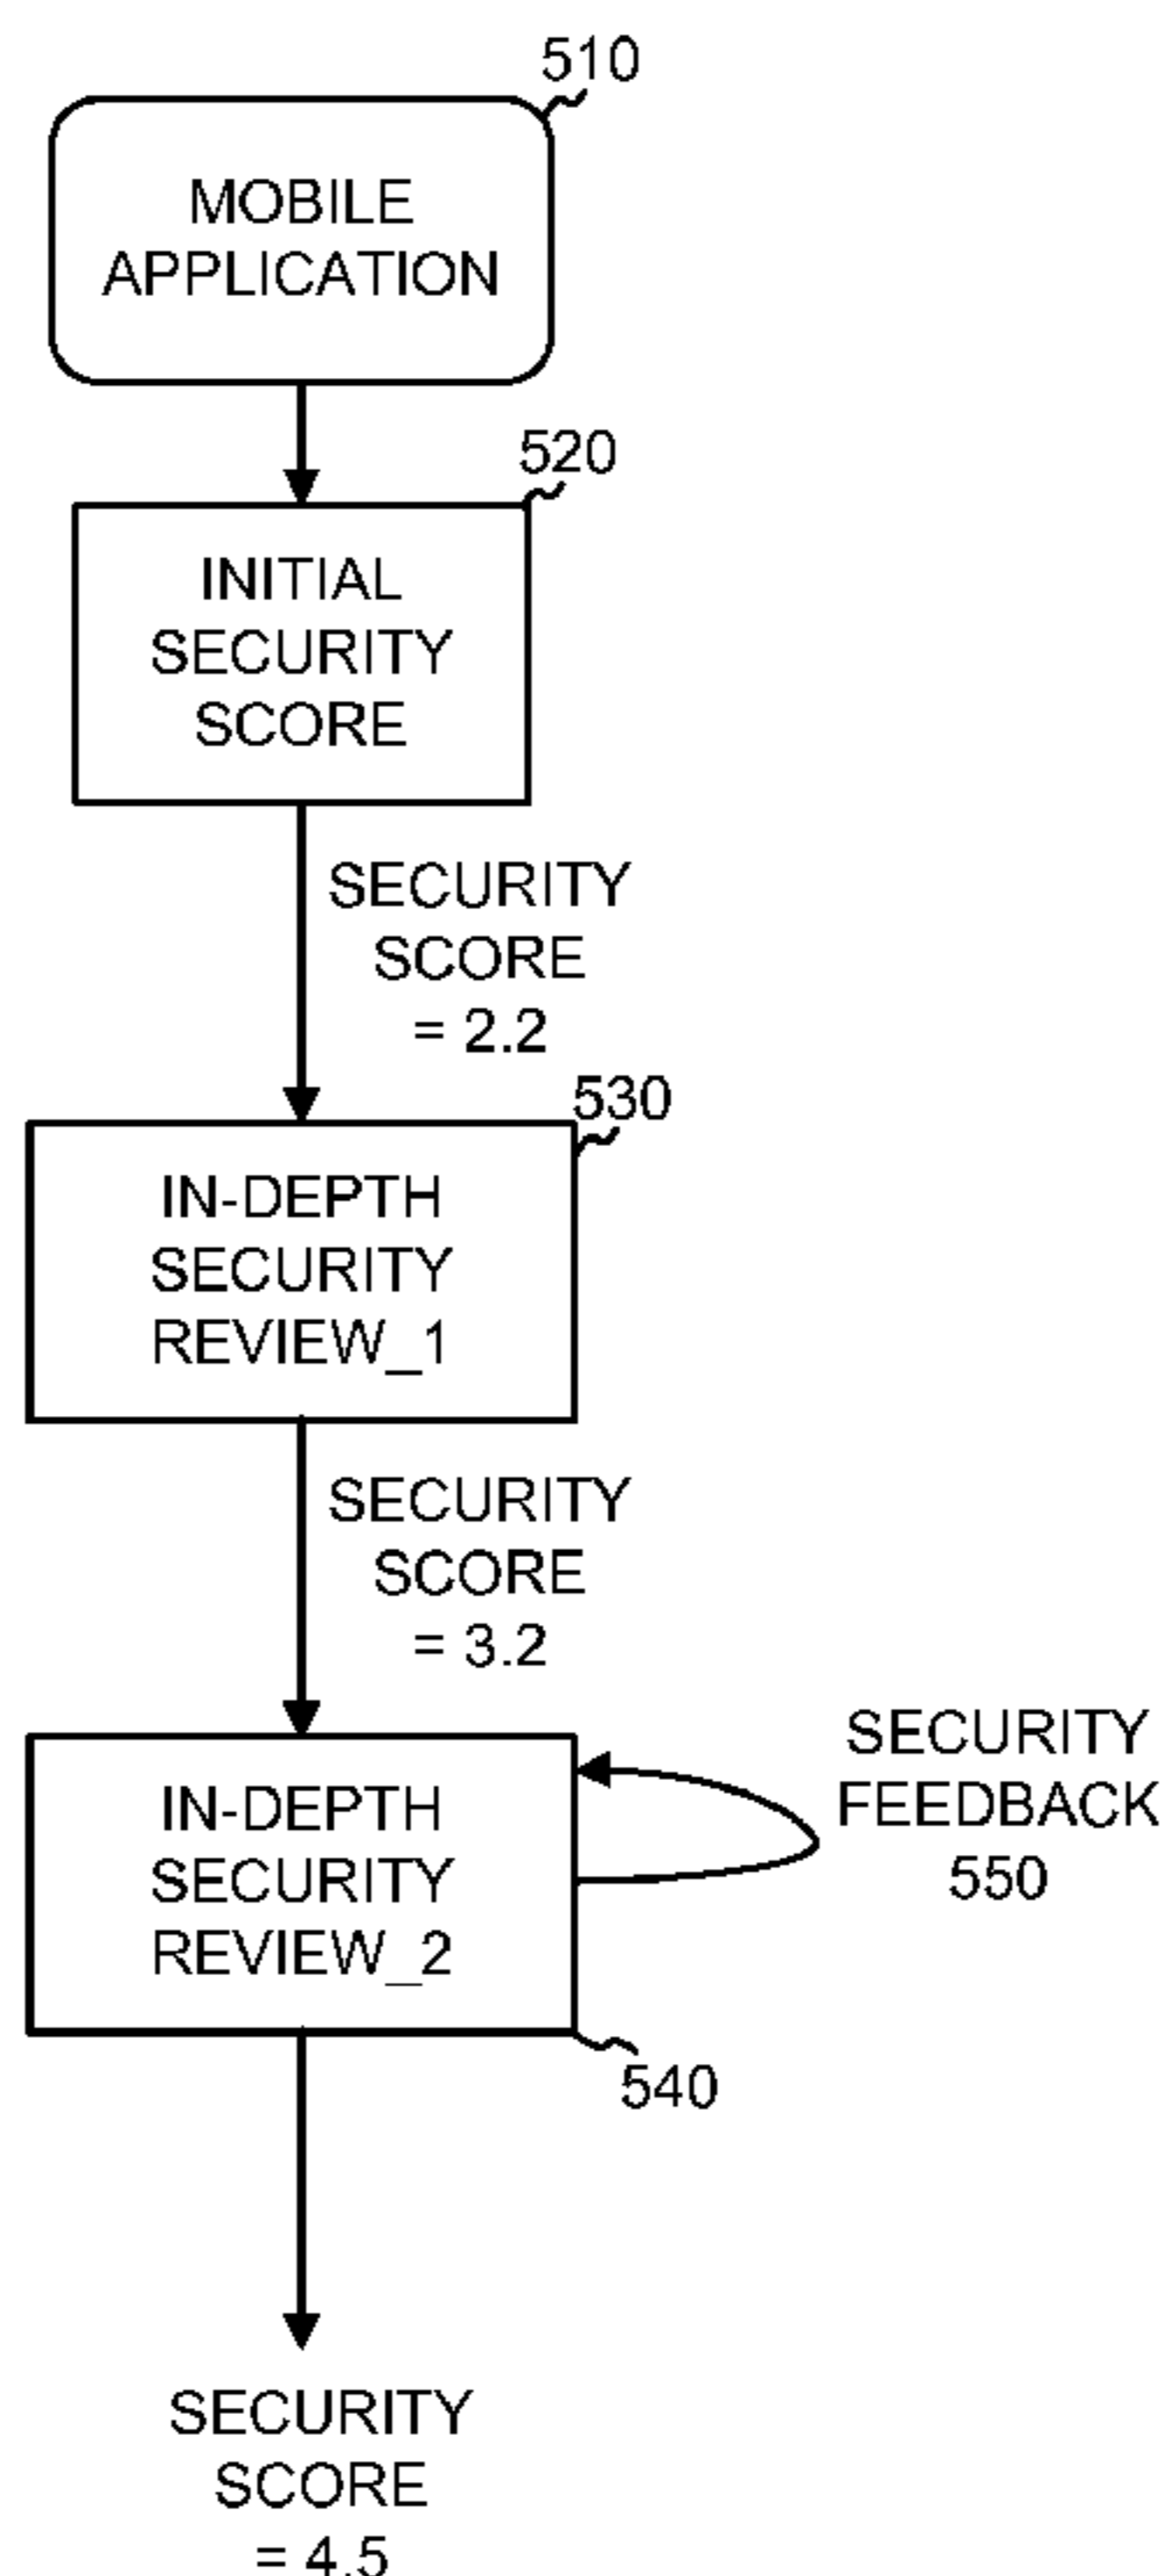 510
MOBILE
APPLICATION
520
INITIAL
SECURITY
SCORE
SECURITY
SCORE
= 2.2
530
IN-DEPTH
SECURITY
REVIEW_1
SECURITY
SCORE
= 3.2
IN-DEPTH
SECURITY
REVIEW_2
SECURITY
FEEDBACK
550
540
SECURITY
SCORE
= 4.5